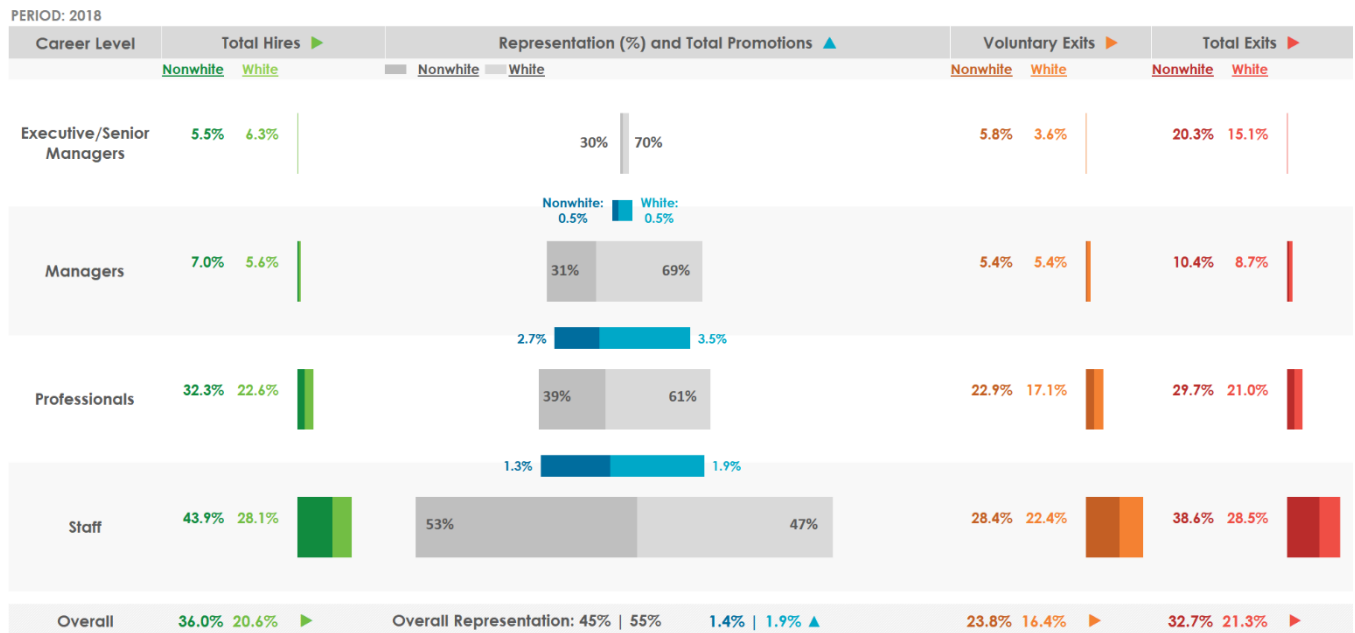 PERIOD: 2018
Career Level Total Hires Representation (%) and Total Promotions Voluntary Exits Total Exits
Nonwhite White Nonwhite White Nonwhite White Nonwhite White
Executive/Senior Managers 5.5% 6.3% 30% 70% 5.8% 3.6% 20.3% 15.1%
Nonwhite: 0.5% White: 0.5%
Managers 7.0% 5.6% 31% 69% 5.4% 5.4% 10.4% 8.7%
2.7% 3.5%
Professionals 32.3% 22.6% 39% 61% 22.9% 17.1% 29.7% 21.0%
1.3% 1.9%
Staff 43.9% 28.1% 53% 47% 28.4% 22.4% 38.6% 28.5%
Overall 36.0% 20.6% Overall Representation: 45% | 55% 1.4% | 1.9% 23.8% 16.4% 32.7% 21.3%